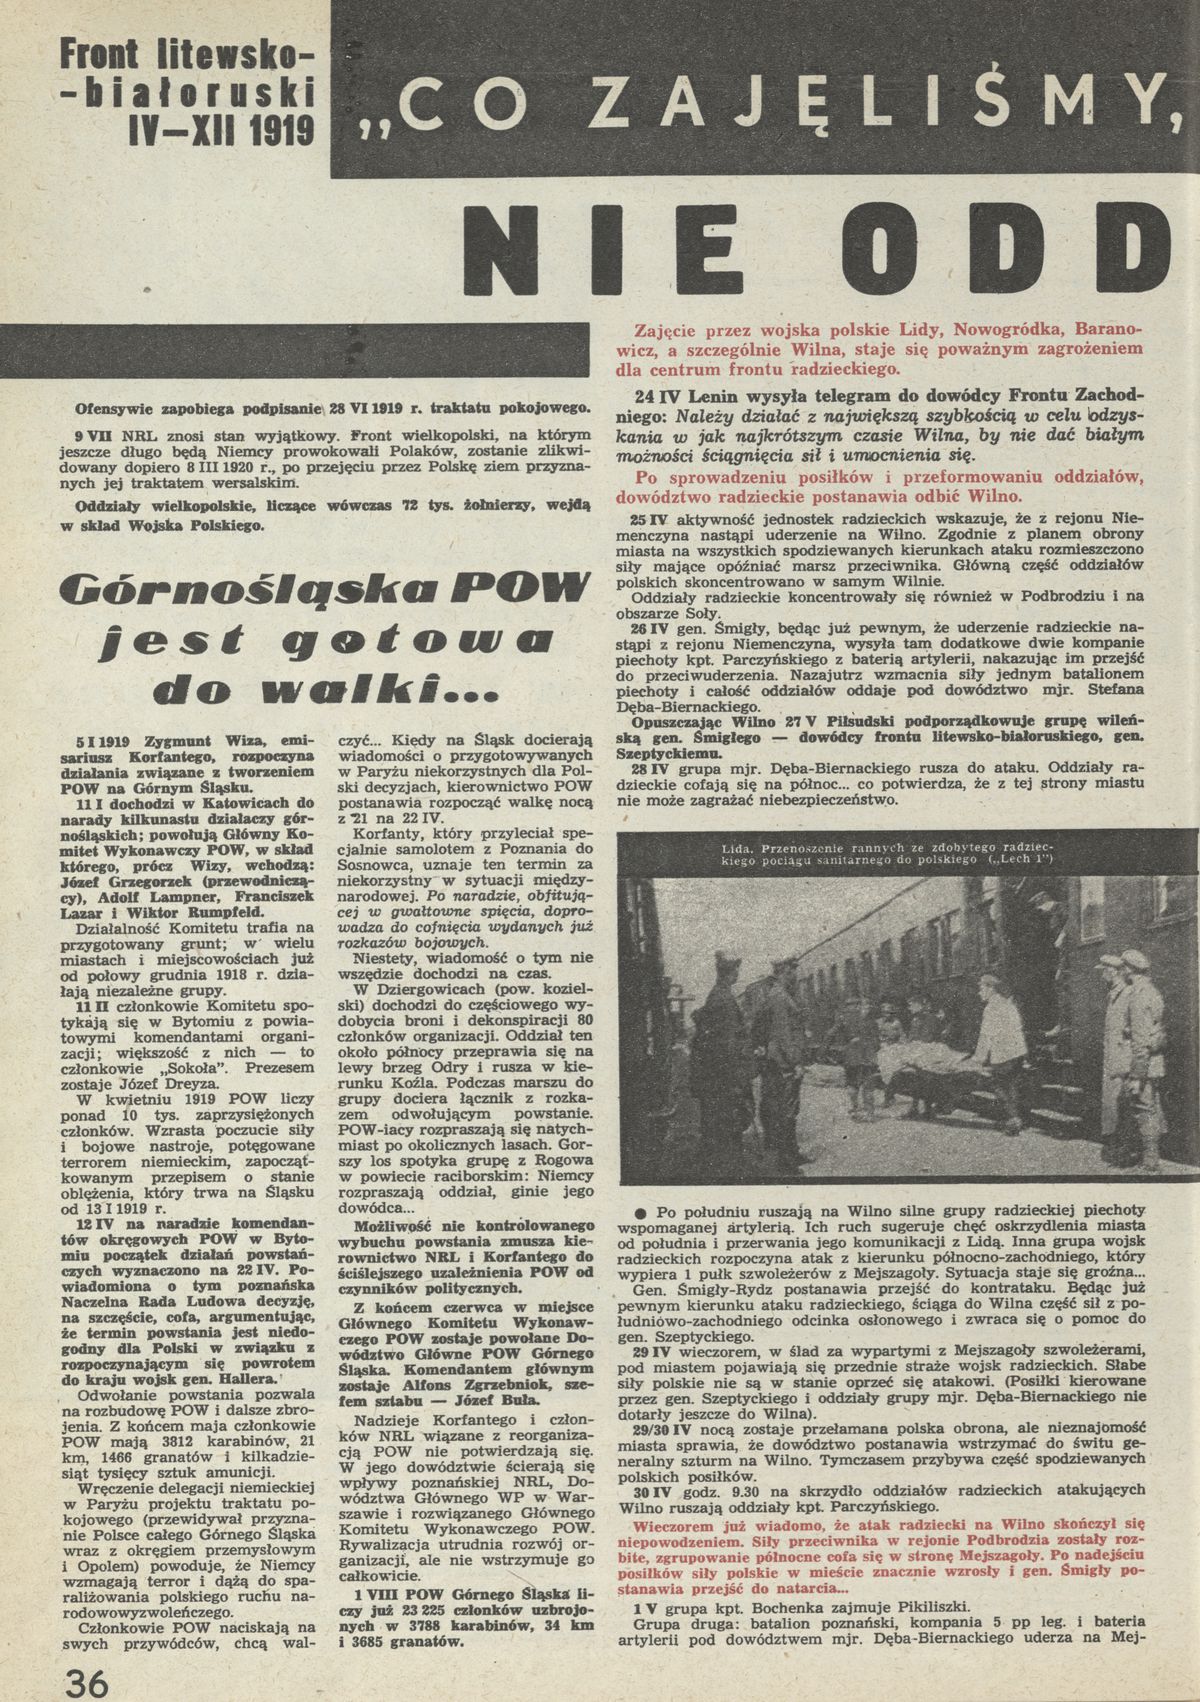 Front litewsko-
-białoruski
IV—XII 1919
„CO ZAJĘLIŚMY,
NIE ODD
Ofensywie zapobiega podpisanie 28 VI 1919 r. traktatu pokojowego.
9 VII NRL znosi stan wyjątkowy. Front wielkopolski, na którym
jeszcze długo będą Niemcy prowokowali Polaków, zostanie zlikwi-
dowany dopiero 8 III 1920 r., po przejęciu przez Polskę ziem przyzna-
nych jej traktatem wersalskim.
Oddziały wielkopolskie, liczące wówczas 72 tys. żołnierzy, wejdą
w skład Wojska Polskiego.
Górnośląska POW
jest gotowa
do walki...
5 I 1919 Zygmunt Wiza, emi-
sariusz Korfantego, rozpoczyna
działania związane z tworzeniem
POW na Górnym Śląsku.
11 I dochodzi w Katowicach do
narady kilkunastu działaczy gór-
nośląskich; powołują Główny Ko-
mitet Wykonawczy POW, w skład
którego, prócz Wizy, wchodzą:
Józef Grzegorzek (przewodniczą-
cy), Adolf Lampner, Franciszek
Lazar i Wiktor Rumpfeld.
Działalność Komitetu trafia na
przygotowany grunt; w wielu
miastach i miejscowościach już
od połowy grudnia 1918 r. dzia-
łają niezależne grupy.
11 II członkowie Komitetu spo-
tykają się w Bytomiu z powia-
towymi komendantami organi-
zacji; większość z nich — to
członkowie „Sokoła”. Prezesem
zostaje Józef Dreyza.
W kwietniu 1919 POW liczy
ponad 10 tys. zaprzysiężonych
członków. Wzrasta poczucie siły
i bojowe nastroje, potęgowane
terrorem niemieckim, zapocząt-
kowanym przepisem o stanie
oblężenia, który trwa na Śląsku
od 13 I 1919 r.
12 IV na naradzie komendan-
tów okręgowych POW w Byto-
miu początek działań powstań-
czych wyznaczono na 22 IV. Po-
wiadomiona o tym poznańska
Naczelna Rada Ludowa decyzję,
na szczęście, cofa, argumentując,
że termin powstania jest niedo-
godny dla Polski w związku z
rozpoczynającym się powrotem
do kraju wojsk gen. Hallera.
Odwołanie powstania pozwala
na rozbudowę POW i dalsze zbro-
jenia. Z końcem maja członkowie
POW mają 3812 karabinów, 21
km, 1466 granatów i kilkadzie-
siąt tysięcy sztuk amunicji.
Wręczenie delegacji niemieckiej
w Paryżu projektu traktatu po-
kojowego (przewidywał przyzna-
nie Polsce całego Górnego Śląska
wraz z okręgiem przemysłowym
i Opolem) powoduje, że Niemcy
wzmagają terror i dążą do spa-
raliżowania polskiego ruchu na-
rodowowyzwoleńczego.
Członkowie POW naciskają na
swych przywódców, chcą wal-
czyć... Kiedy na Śląsk docierają
wiadomości o przygotowywanych
w Paryżu niekorzystnych dla Pol-
ski decyzjach, kierownictwo POW
postanawia rozpocząć walkę nocą
z 21 na 22 IV.
Korfanty, który przyleciał spe-
cjalnie samolotem z Poznania do
Sosnowca, uznaje ten termin za
niekorzystny w sytuacji między-
narodowej. Po naradzie, obfitują-
cej w gwałtowne spięcia, dopro-
wadza do cofnięcia wydanych już
rozkazów bojowych.
Niestety, wiadomość o tym nie
wszędzie dochodzi na czas.
W Dziergowicach (pow. koziel-
ski) dochodzi do częściowego wy-
dobycia broni i dekonspiracji 80
członków organizacji. Oddział ten
około północy przeprawia się na
lewy brzeg Odry i rusza w kie-
runku Koźla. Podczas marszu do
grupy dociera łącznik z rozka-
zem odwołującym powstanie.
POW-iacy rozpraszają się natych-
miast po okolicznych lasach. Gor-
szy los spotyka grupę z Rogowa
w powiecie raciborskim: Niemcy
rozpraszają oddział, ginie jego
dowódca...
Możliwość nie kontrolowanego
wybuchu powstania zmusza kie-
rownictwo NRL i Korfantego do
ściślejszego uzależnienia POW od
czynników politycznych.
Z końcem czerwca w miejsce
Głównego Komitetu Wykonaw-
czego POW zostaje powołane Do-
wództwo Główne POW Górnego
Śląska. Komendantem głównym
zostaje Alfons Zgrzebniok, sze-
fem sztabu — Józef Buła.
Nadzieje Korfantego i człon-
ków NRL wiązane z reorganiza-
cją POW nie potwierdzają się.
W jego dowództwie ścierają się
wpływy poznańskiej NRL, Do-
wództwa Głównego WP w War-
szawie i rozwiązanego Głównego
Komitetu Wykonawczego POW.
Rywalizacja utrudnia rozwój or-
ganizacji, ale nie wstrzymuje go
całkowicie.
1 VIII POW Górnego Śląska li-
czy już 23 225 członków uzbrojo-
nych w 3788 karabinów, 34 km
i 3685 granatów.
Zajęcie przez wojska polskie Lidy, Nowogródka, Barano-
wicz, a szczególnie Wilna, staje się poważnym zagrożeniem
dla centrum frontu radzieckiego.
24 IV Lenin wysyła telegram do dowódcy Frontu Zachod-
niego: Należy działać z największą szybkością w celu odzys-
kania w jak najkrótszym czasie Wilna, by nie dać białym
możności ściągnięcia sił i umocnienia się.
Po sprowadzeniu posiłków i przeformowaniu oddziałów,
dowództwo radzieckie postanawia odbić Wilno.
25 IV aktywność jednostek radzieckich wskazuje, że z rejonu Nie-
menczyna nastąpi uderzenie na Wilno. Zgodnie z planem obrony
miasta na wszystkich spodziewanych kierunkach ataku rozmieszczono
siły mające opóźniać marsz przeciwnika. Główną część oddziałów
polskich skoncentrowano w samym Wilnie.
Oddziały radzieckie koncentrowały się również w Podbrodziu i na
obszarze Soły.
26 IV gen. Śmigły, będąc już pewnym, że uderzenie radzieckie na-
stąpi z rejonu Niemenczyna, wysyła tam dodatkowe dwie kompanie
piechoty kpt. Parczyńskiego z baterią artylerii, nakazując im przejść
do przeciwuderzenia. Nazajutrz wzmacnia siły jednym batalionem
piechoty i całość oddziałów oddaje pod dowództwo mjr. Stefana
Dęba-Biernackiego.
Opuszczając Wilno 27 V Piłsudski podporządkowuje grupę wileń-
ską gen. Śmigłego — dowódcy frontu litewsko-białoruskiego, gen.
Szeptyckiemu.
28 IV grupa mjr. Dęba-Biernackiego rusza do ataku. Oddziały ra-
dzieckie cofają się na północ... co potwierdza, że z tej strony miastu
nie może zagrażać niebezpieczeństwo.
Lida. Przenoszenie rannych ze zdobytego radziec-
kiego pociągu sanitarnego do polskiego („Lech 1”)
● Po południu ruszają na Wilno silne grupy radzieckiej piechoty
wspomaganej artylerią. Ich ruch sugeruje chęć oskrzydlenia miasta
od południa i przerwania jego komunikacji z Lidą. Inna grupa wojsk
radzieckich rozpoczyna atak z kierunku północno-zachodniego, który
wypiera 1 pułk szwoleżerów z Mejszagoły. Sytuacja staje się groźna...
Gen. Śmigły-Rydz postanawia przejść do kontrataku. Będąc już
pewnym kierunku ataku radzieckiego, ściąga do Wilna część sił z po-
łudniowo-zachodniego odcinka osłonowego i zwraca się o pomoc do
gen. Szeptyckiego.
29 IV wieczorem, w ślad za wypartymi z Mejszagoły szwoleżerami,
pod miastem pojawiają się przednie straże wojsk radzieckich. Słabe
siły polskie nie są w stanie oprzeć się atakowi. (Posiłki kierowane
przez gen. Szeptyckiego i oddziały grupy mjr. Dęba-Biernackiego nie
dotarły jeszcze do Wilna).
29/30 IV nocą zostaje przełamana polska obrona, ale nieznajomość
miasta sprawia, że dowództwo postanawia wstrzymać do świtu ge-
neralny szturm na Wilno. Tymczasem przybywa część spodziewanych
polskich posiłków.
30 IV godz. 9.30 na skrzydło oddziałów radzieckich atakujących
Wilno ruszają oddziały kpt. Parczyńskiego.
Wieczorem już wiadomo, że atak radziecki na Wilno skończył się
niepowodzeniem. Siły przeciwnika w rejonie Podbrodzia zostały roz-
bite, zgrupowanie północne cofa się w stronę Mejszagoły. Po nadejściu
posiłków siły polskie w mieście znacznie wzrosły i gen. Śmigły po-
stanawia przejść do natarcia...
1 V grupa kpt. Bochenka zajmuje Pikiliszki.
Grupa druga: batalion poznański, kompania 5 pp leg. i bateria
artylerii pod dowództwem mjr. Dęba-Biernackiego uderza na Mej-
36